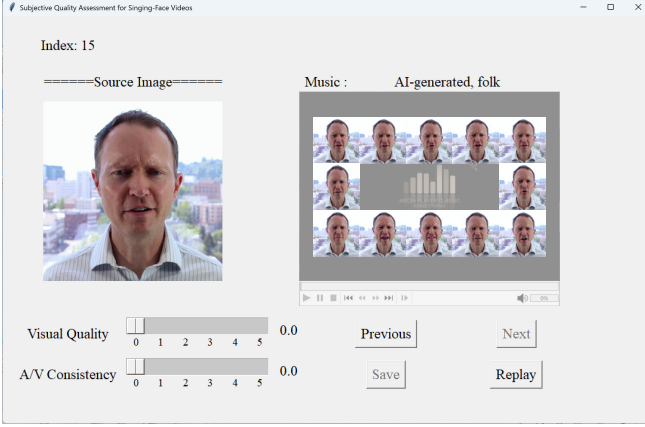 Subjective Quality Assessment for Singing-Face Videos
Index: 15
======Source Image======
Music : AI-generated, folk
0%
Visual Quality
0 1 2 3 4 5
0.0
Previous
Next
A/V Consistency
0 1 2 3 4 5
0.0
Save
Replay